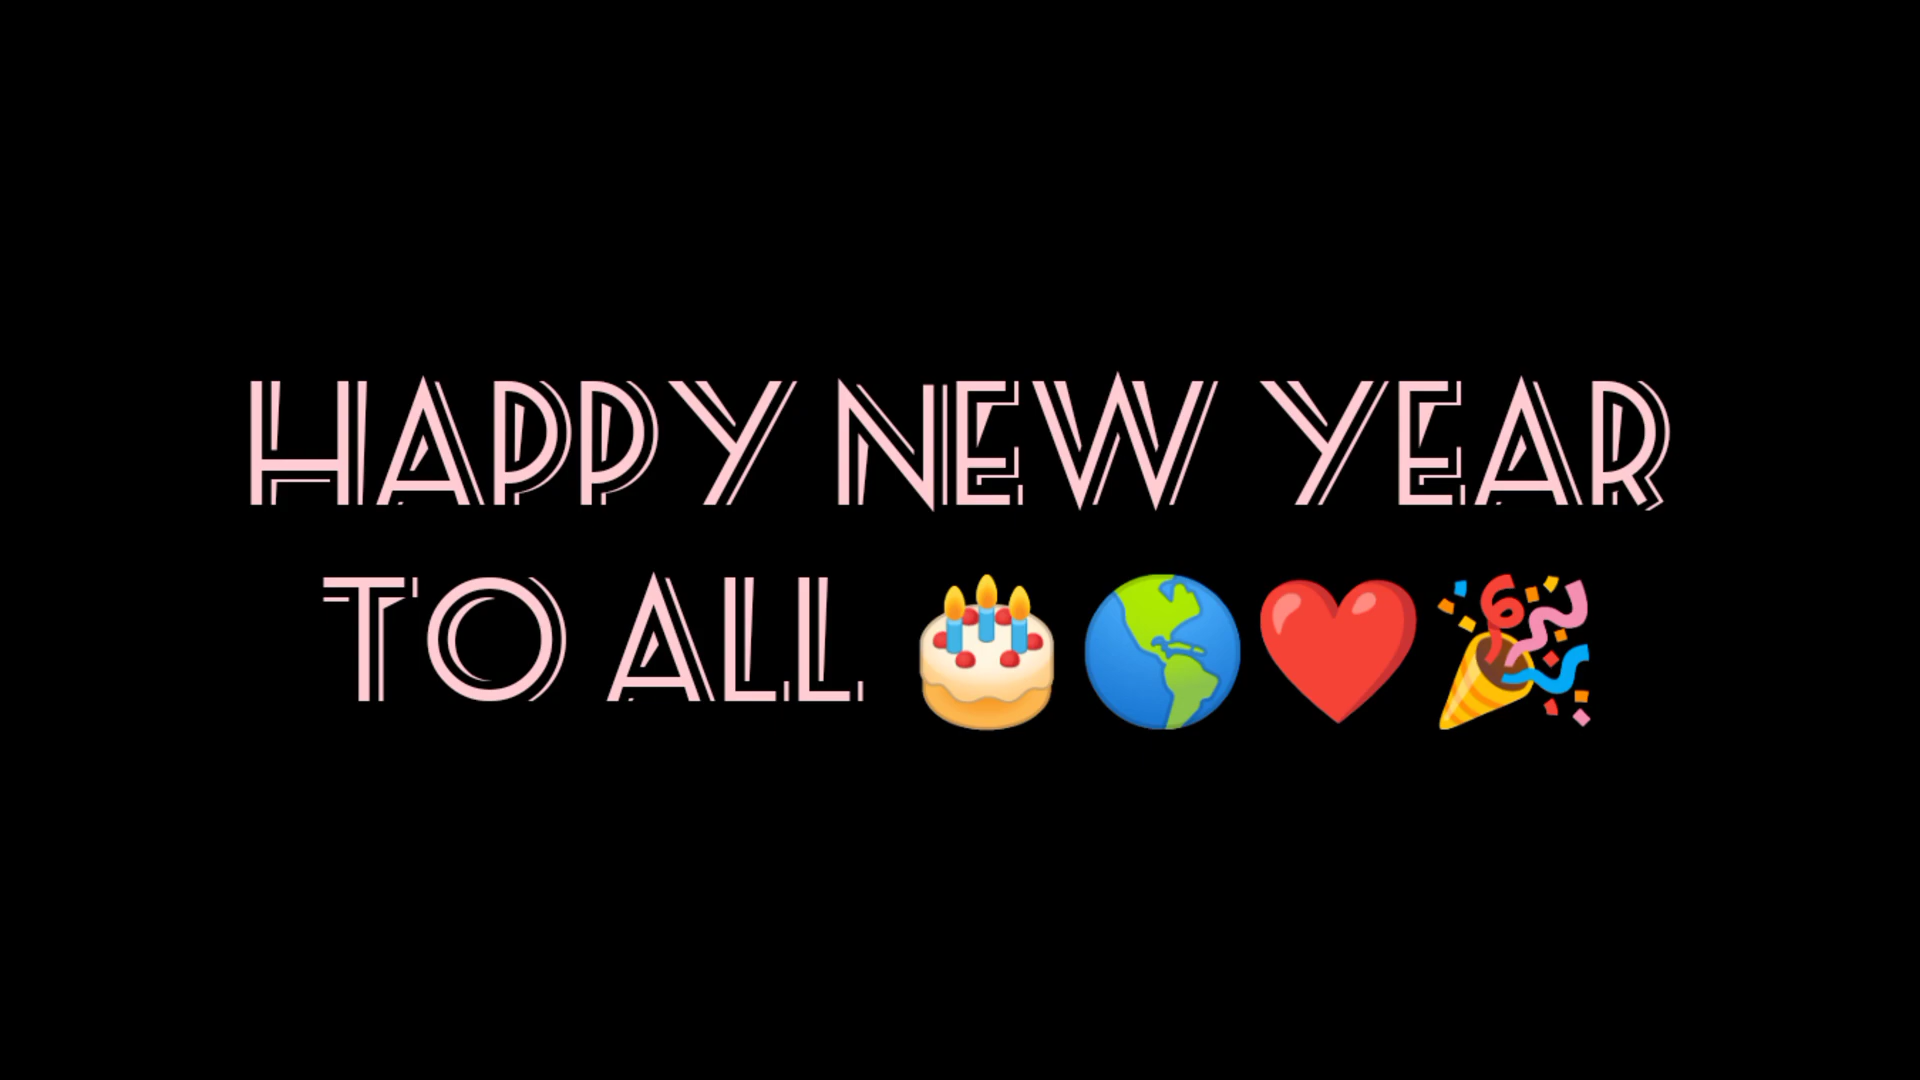 HAPPY NEW YEAR
TO ALL 🎂🌎❤️🎉